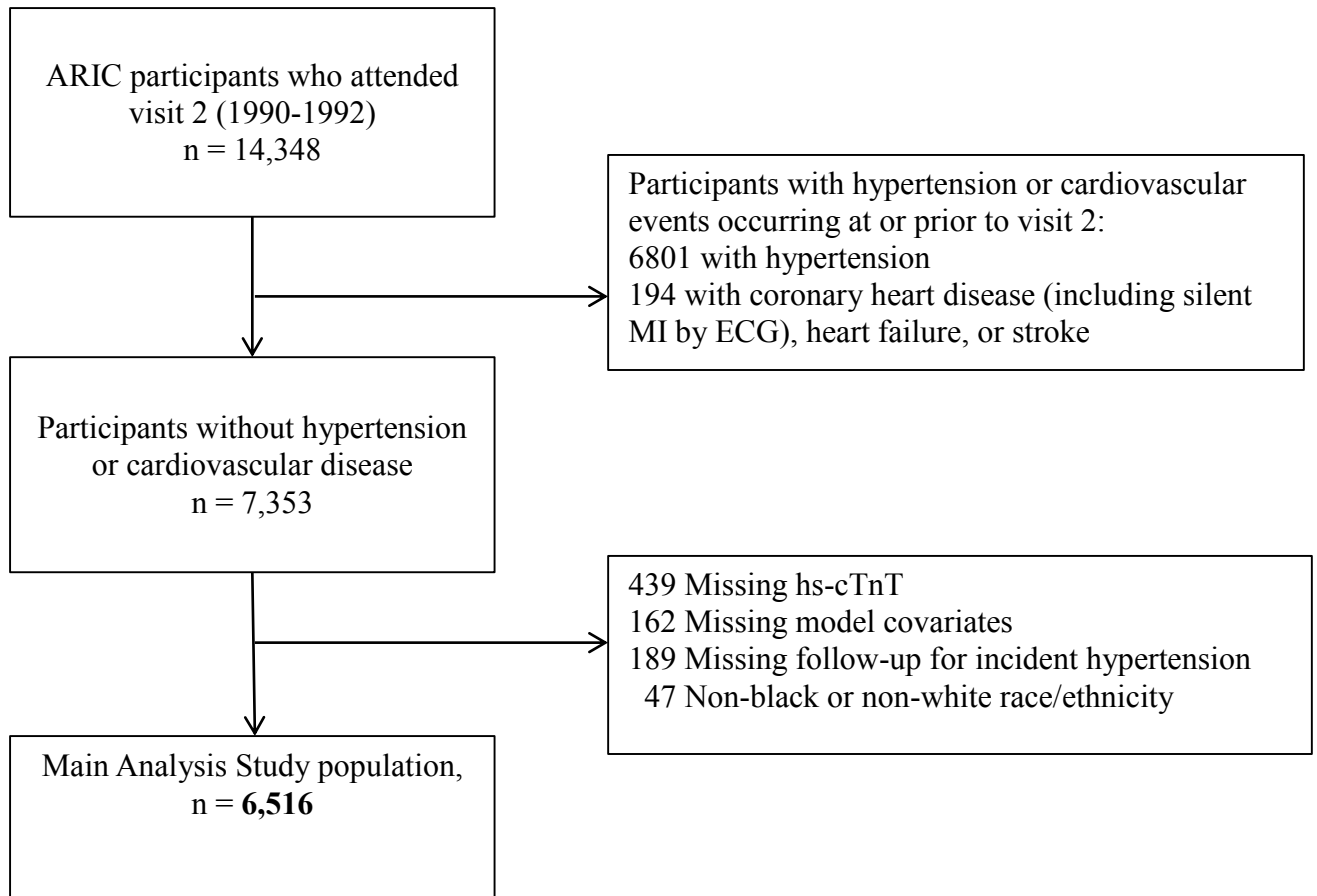 ARIC participants who attended
visit 2 (1990-1992)
n = 14,348
Participants with hypertension or cardiovascular
events occurring at or prior to visit 2:
6801 with hypertension
194 with coronary heart disease (including silent
MI by ECG), heart failure, or stroke
Participants without hypertension
or cardiovascular disease
n = 7,353
439 Missing hs-cTnT
162 Missing model covariates
189 Missing follow-up for incident hypertension
47 Non-black or non-white race/ethnicity
Main Analysis Study population,
n = 6,516